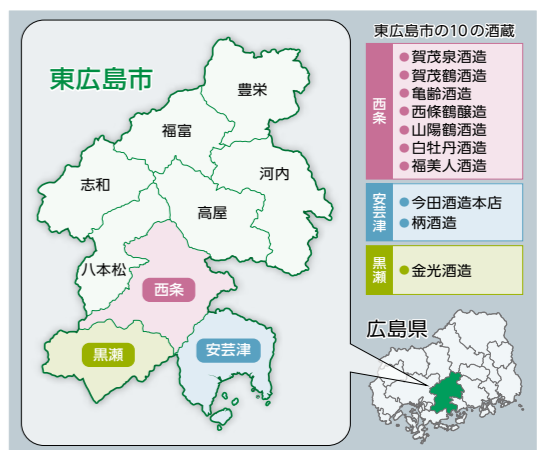 東広島市
豊栄
福富
志和
河内
高屋
八本松
西条
黒瀬
安芸津
東広島市の10の酒蔵
西条
●賀茂泉酒造
●賀茂鶴酒造
●亀齢酒造
●西條鶴醸造
●山陽鶴酒造
●白牡丹酒造
●福美人酒造
安芸津
●今田酒造本店
●柄酒造
黒瀬
●金光酒造
広島県